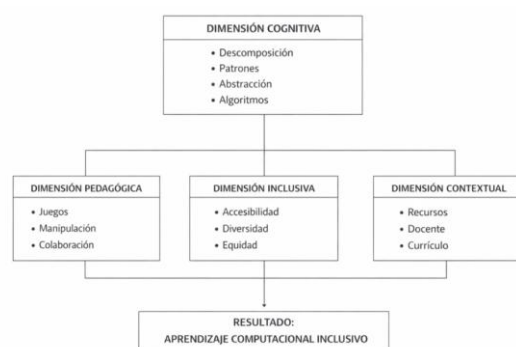 DIMENSIÓN COGNITIVA
• Descomposición
• Patrones
• Abstracción
• Algoritmos
DIMENSIÓN PEDAGÓGICA
• Juegos
• Manipulación
• Colaboración
DIMENSIÓN INCLUSIVA
• Accesibilidad
• Diversidad
• Equidad
DIMENSIÓN CONTEXTUAL
• Recursos
• Docente
• Currículo
RESULTADO:
APRENDIZAJE COMPUTACIONAL INCLUSIVO